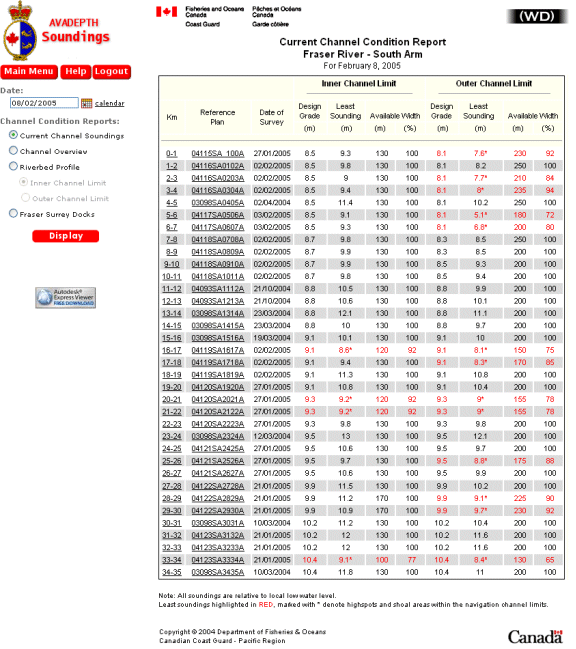 AVADEPTH
Soundings
Main Menu Help Logout
Date:
08/02/2005 calendar
Channel Condition Reports:
Current Channel Soundings
Channel Overview
Riverbed Profile
Inner Channel Limit
Outer Channel Limit
Fraser Surrey Docks
Display
Autodesk®
Express Viewer
FREE DOWNLOAD
Fisheries and Oceans Pêches et Océans
Canada Canada
Coast Guard Garde côtière
(WD)
Current Channel Condition Report
Fraser River - South Arm
For February 8, 2005
Inner Channel Limit Outer Channel Limit
Km Reference Plan Date of Survey Design Grade (m) Least Sounding (m) Available Width (m) (%) Design Grade (m) Least Sounding (m) Available Width (m) (%)
0-1 04115SA_100A 27/01/2005 8.5 9.3 130 100 8.1 7.6* 230 92
1-2 04116SA0102A 02/02/2005 8.5 9.8 130 100 8.1 8.2 250 100
2-3 04116SA0203A 02/02/2005 8.5 9 130 100 8.1 7.7* 210 84
3-4 04116SA0304A 02/02/2005 8.5 9.4 130 100 8.1 8* 235 94
4-5 03098SA0405A 02/04/2004 8.5 11.4 130 100 8.1 10.2 250 100
5-6 04117SA0506A 03/02/2005 8.5 9.1 130 100 8.1 5.1* 180 72
6-7 04117SA0607A 03/02/2005 8.5 9.8 130 100 8.1 6.8* 200 80
7-8 04118SA0708A 02/02/2005 8.7 9.8 130 100 8.3 8.5 250 100
8-9 04118SA0809A 02/02/2005 8.7 9.9 130 100 8.5 8.5 200 100
9-10 04118SA0910A 02/02/2005 8.7 9.9 130 100 8.5 9.3 200 100
10-11 04118SA1011A 02/02/2005 8.7 9.8 130 100 8.5 9.4 200 100
11-12 04093SA1112A 21/10/2004 8.8 10.5 130 100 8.8 9.9 200 100
12-13 04093SA1213A 21/10/2004 8.8 10.6 130 100 8.8 10.1 200 100
13-14 03098SA1314A 23/03/2004 8.8 12.1 130 100 8.8 11.1 200 100
14-15 03098SA1415A 23/03/2004 8.8 10 130 100 8.8 9.7 200 100
15-16 03098SA1516A 19/03/2004 9.1 10.1 130 100 9.1 10 200 100
16-17 04119SA1617A 02/02/2005 9.1 8.6* 120 92 9.1 8.1* 150 75
17-18 04119SA1718A 02/02/2005 9.1 9.4 130 100 9.1 8.3* 170 85
18-19 04119SA1819A 02/02/2005 9.1 11.3 130 100 9.1 10.8 200 100
19-20 04120SA1920A 27/01/2005 9.1 10.8 130 100 9.1 10.4 200 100
20-21 04120SA2021A 27/01/2005 9.3 9.2* 120 92 9.3 9* 155 78
21-22 04120SA2122A 27/01/2005 9.3 9.2* 120 92 9.3 9* 155 78
22-23 04120SA2223A 27/01/2005 9.3 9.8 130 100 9.3 9.8 200 100
23-24 03098SA2324A 12/03/2004 9.5 13 130 100 9.5 12.1 200 100
24-25 04121SA2425A 27/01/2005 9.5 10.6 130 100 9.5 9.7 200 100
25-26 04121SA2526A 27/01/2005 9.5 9.7 130 100 9.5 8.8* 175 88
26-27 04121SA2627A 27/01/2005 9.5 10.6 130 100 9.5 9.9 200 100
27-28 04122SA2728A 21/01/2005 9.9 11.5 130 100 9.9 10.2 200 100
28-29 04122SA2829A 21/01/2005 9.9 11.2 170 100 9.9 9.1* 225 90
29-30 04122SA2930A 21/01/2005 9.9 10.9 170 100 9.9 9.7* 230 92
30-31 03098SA3031A 10/03/2004 10.2 11.2 130 100 10.2 10.4 200 100
31-32 04123SA3132A 21/01/2005 10.2 12 130 100 10.2 11.6 200 100
32-33 04123SA3233A 21/01/2005 10.2 12 130 100 10.2 11.6 200 100
33-34 04123SA3334A 21/01/2005 10.4 9.1* 100 77 10.4 8.4* 130 65
34-35 03098SA3435A 10/03/2004 10.4 11.8 130 100 10.4 11 200 100
Note: All soundings are relative to local low water level.
Least soundings highlighted in RED, marked with * denote highspots and shoal areas within the navigation channel limits.
Copyright © 2004 Department of Fisheries & Oceans
Canadian Coast Guard - Pacific Region
Canada